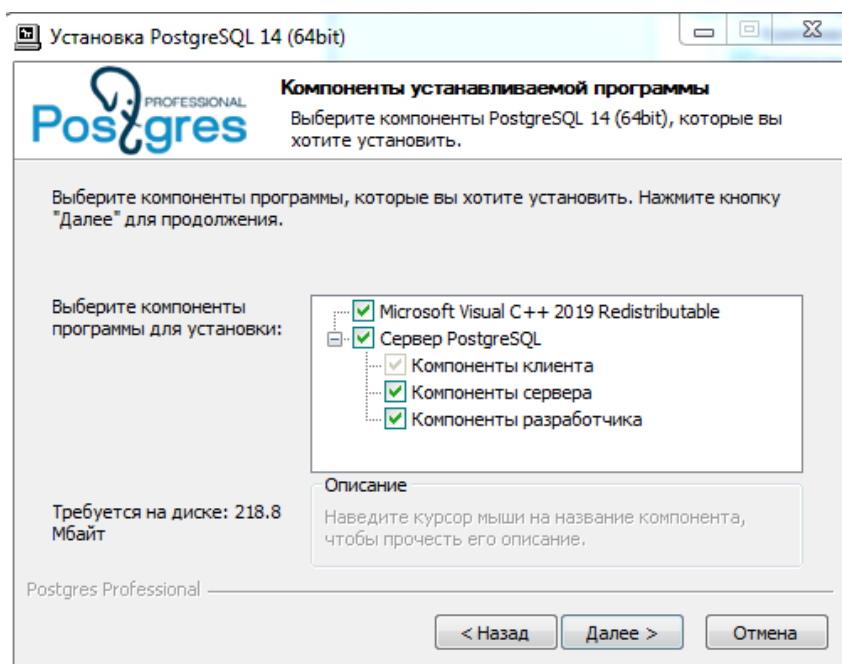 Установка PostgreSQL 14 (64bit)
PROFESSIONAL
Postgres
Компоненты устанавливаемой программы
Выберите компоненты PostgreSQL 14 (64bit), которые вы
хотите установить.
Выберите компоненты программы, которые вы хотите установить. Нажмите кнопку
"Далее" для продолжения.
Выберите компоненты
программы для установки:
Microsoft Visual C++ 2019 Redistributable
Сервер PostgreSQL
Компоненты клиента
Компоненты сервера
Компоненты разработчика
Требуется на диске: 218.8
Мбайт
Описание
Наведите курсор мыши на название компонента,
чтобы прочесть его описание.
Postgres Professional
< Назад
Далее >
Отмена